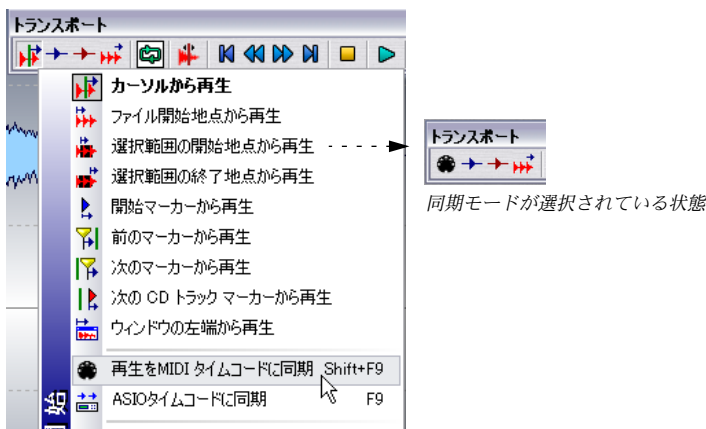 トランスポート
カーソルから再生
ファイル開始地点から再生
選択範囲の開始地点から再生
選択範囲の終了地点から再生
開始マーカーから再生
前のマーカーから再生
次のマーカーから再生
次の CD トラック マーカーから再生
ウィンドウの左端から再生
再生をMIDI タイムコードに同期 Shift+F9
ASIOタイムコードに同期 F9
トランスポート
同期モードが選択されている状態